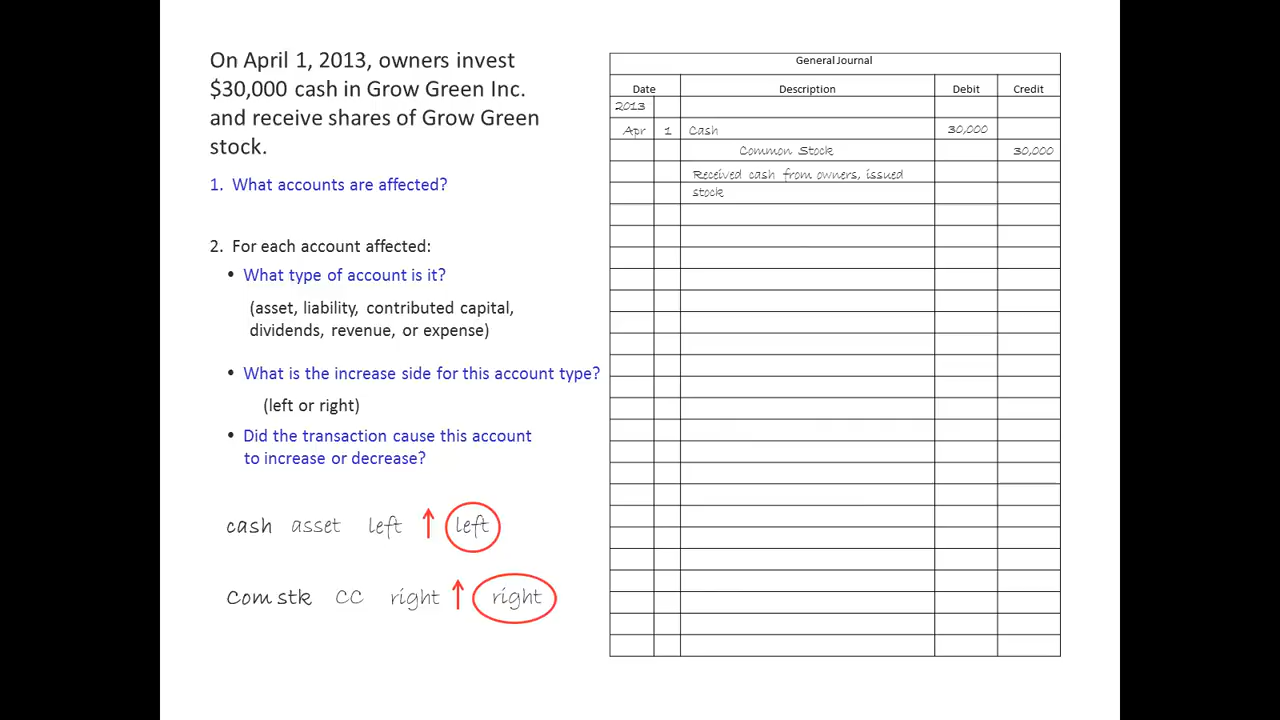 On April 1, 2013, owners invest
$30,000 cash in Grow Green Inc.
and receive shares of Grow Green
stock.
1. What accounts are affected?
2. For each account affected:
• What type of account is it?
(asset, liability, contributed capital,
dividends, revenue, or expense)
• What is the increase side for this account type?
(left or right)
• Did the transaction cause this account
to increase or decrease?
cash asset left ↑ left
Com stk CC right ↑ right
General Journal
Date Description Debit Credit
2013
Apr 1 Cash 30,000
Common Stock 30,000
Received cash from owners, issued
stock